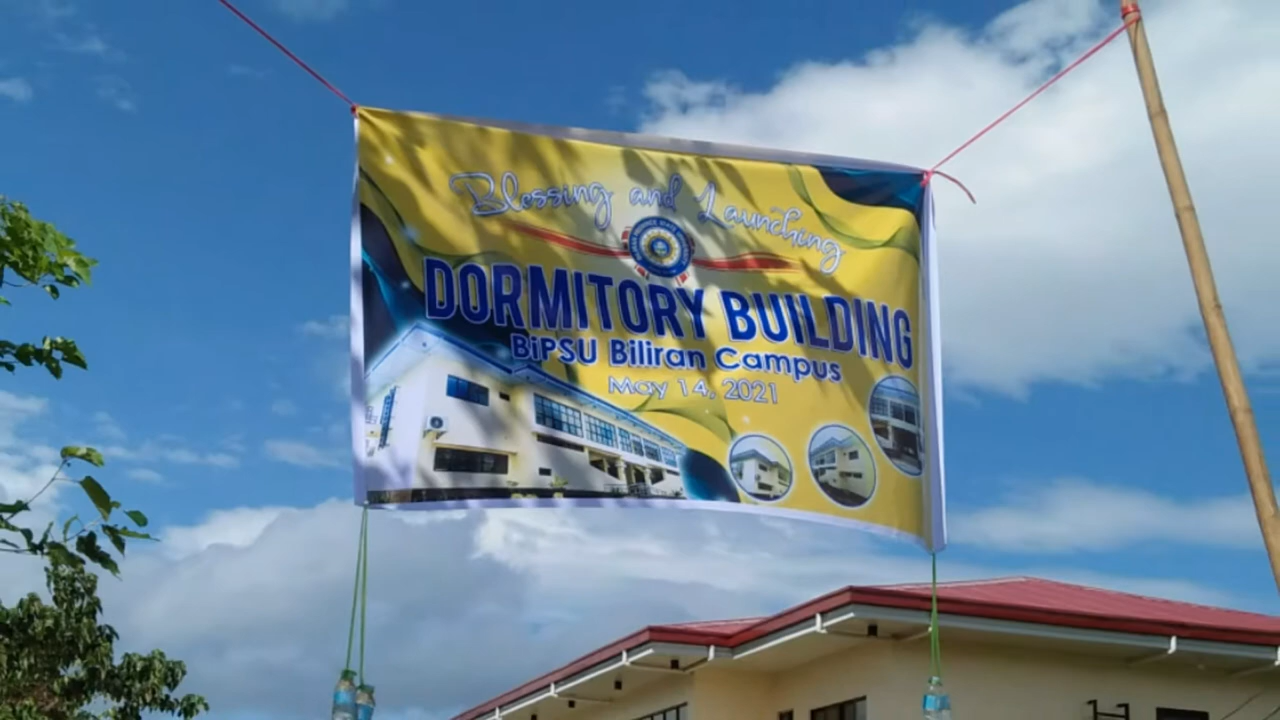 Blessing and Launching
DORMITORY BUILDING
BiPSU Biliran Campus
May 14, 2021